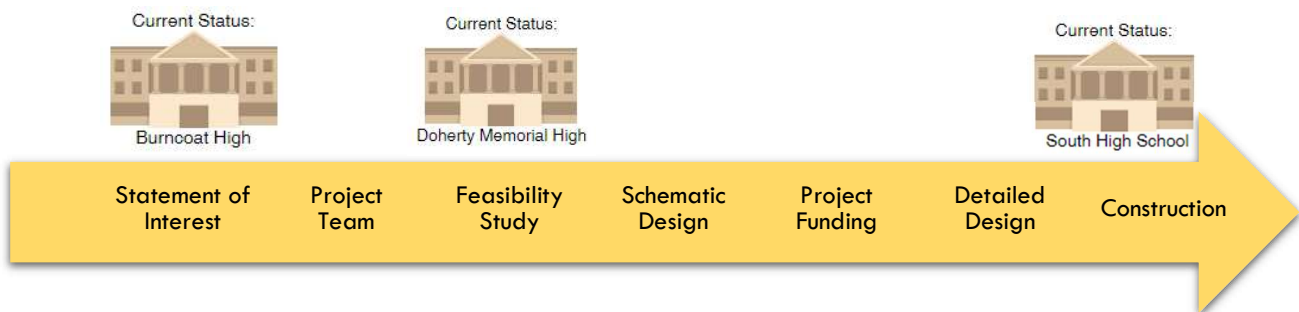 Current Status:
Burncoat High
Current Status:
Doherty Memorial High
Current Status:
South High School
Statement of
Interest
Project
Team
Feasibility
Study
Schematic
Design
Project
Funding
Detailed
Design
Construction